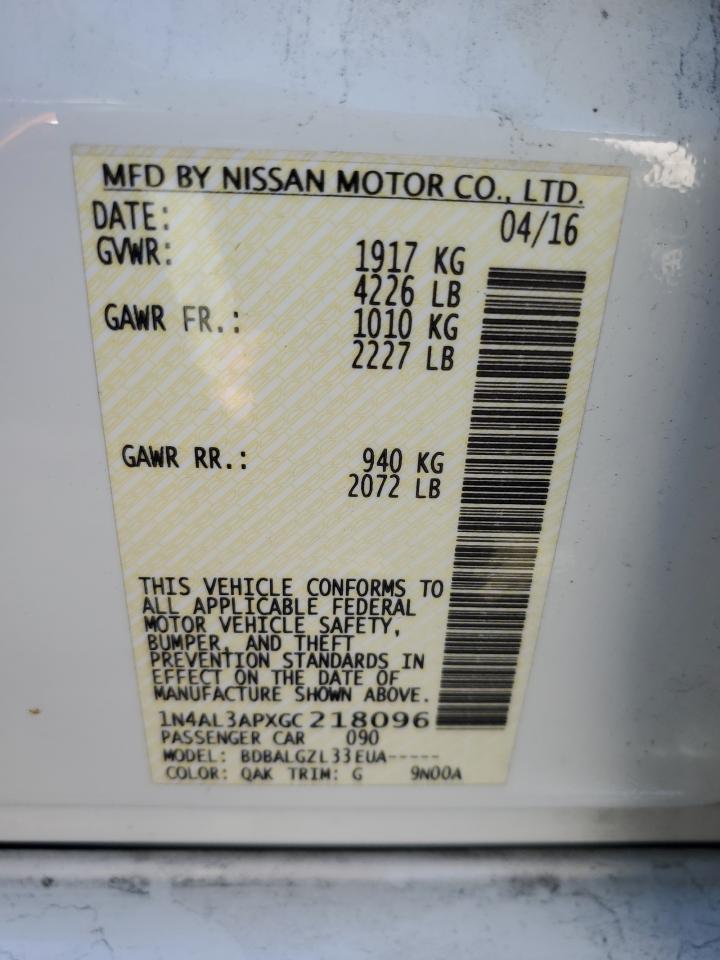 MFD BY NISSAN MOTOR CO., LTD.
DATE: 04/16
GVWR: 1917 KG
4226 LB
GAWR FR.: 1010 KG
2227 LB
GAWR RR.: 940 KG
2072 LB
THIS VEHICLE CONFORMS TO
ALL APPLICABLE FEDERAL
MOTOR VEHICLE SAFETY,
BUMPER, AND THEFT
PREVENTION STANDARDS IN
EFFECT ON THE DATE OF
MANUFACTURE SHOWN ABOVE.
1N4AL3APXGC218096
PASSENGER CAR 090
MODEL: BDBALGZL33EUA-----
COLOR: QAK TRIM: G 9N00A